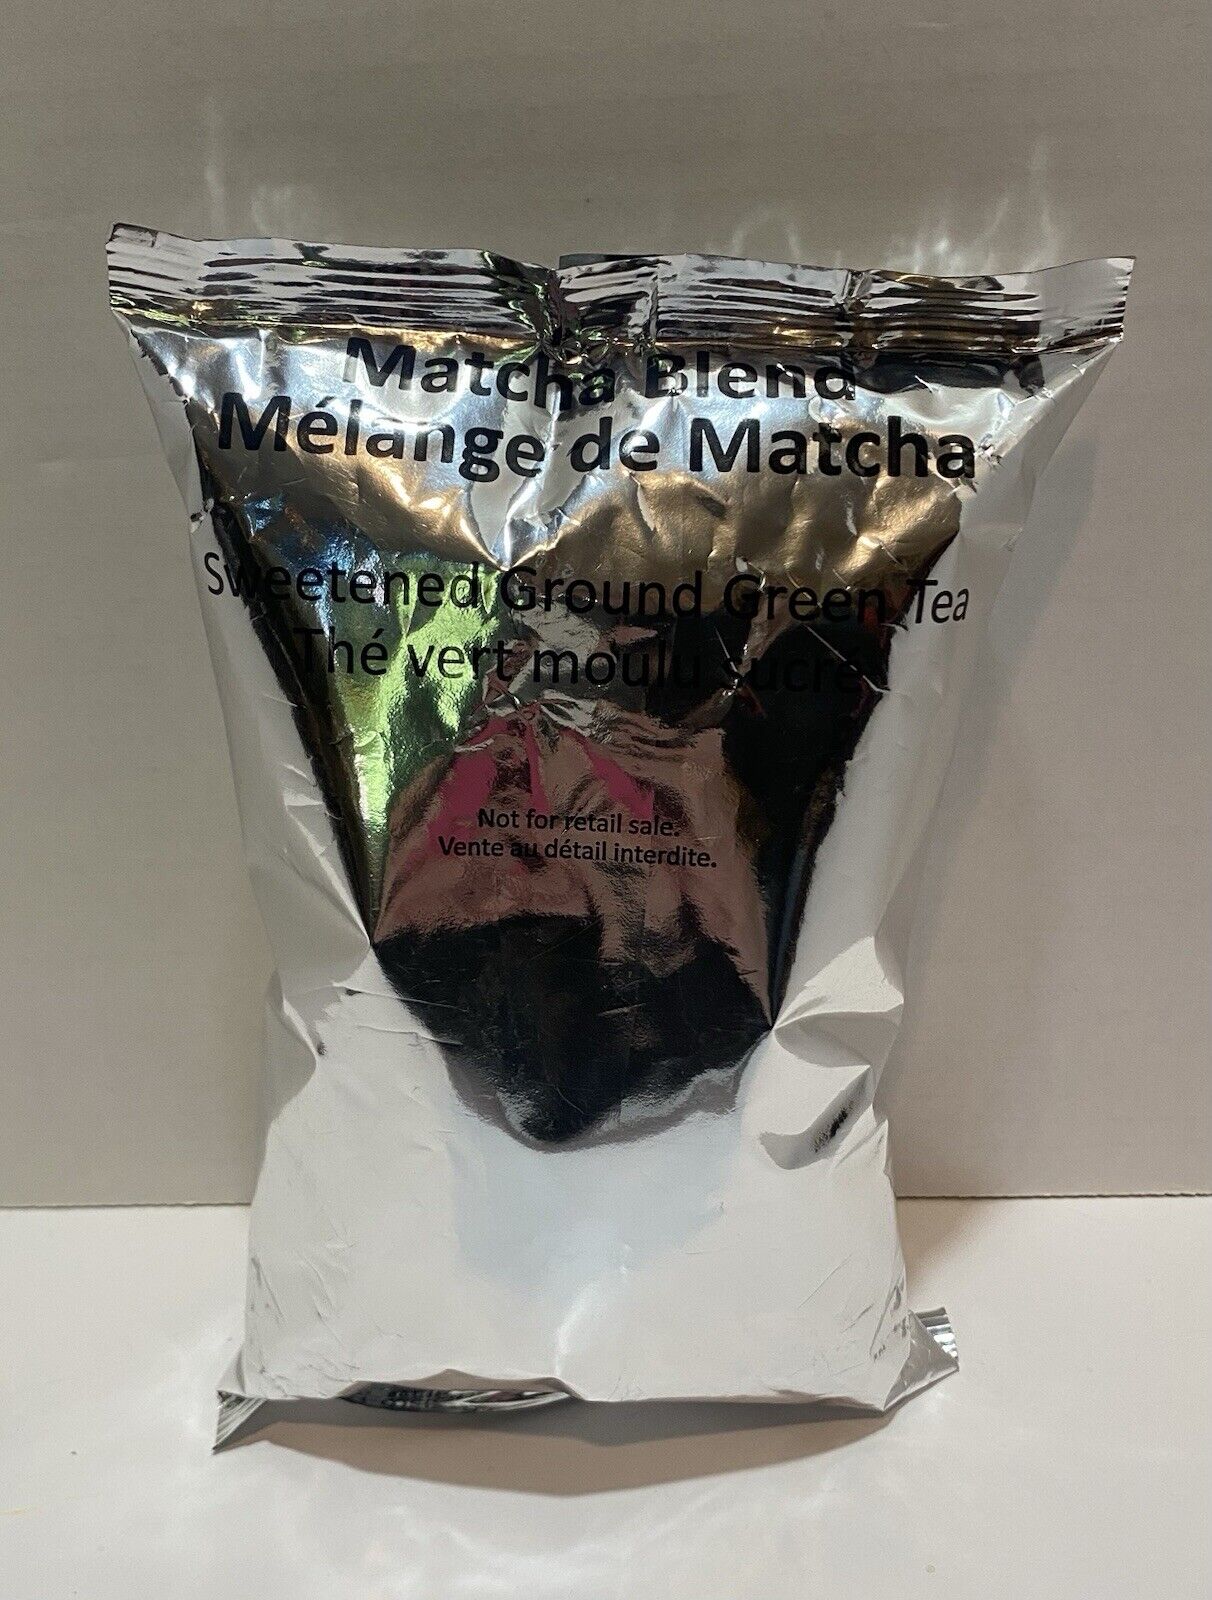 Matcha Blend
Mélange de Matcha
Sweetened Ground Green Tea
Thé vert moulu sucré
Not for retail sale.
Vente au détail interdite.